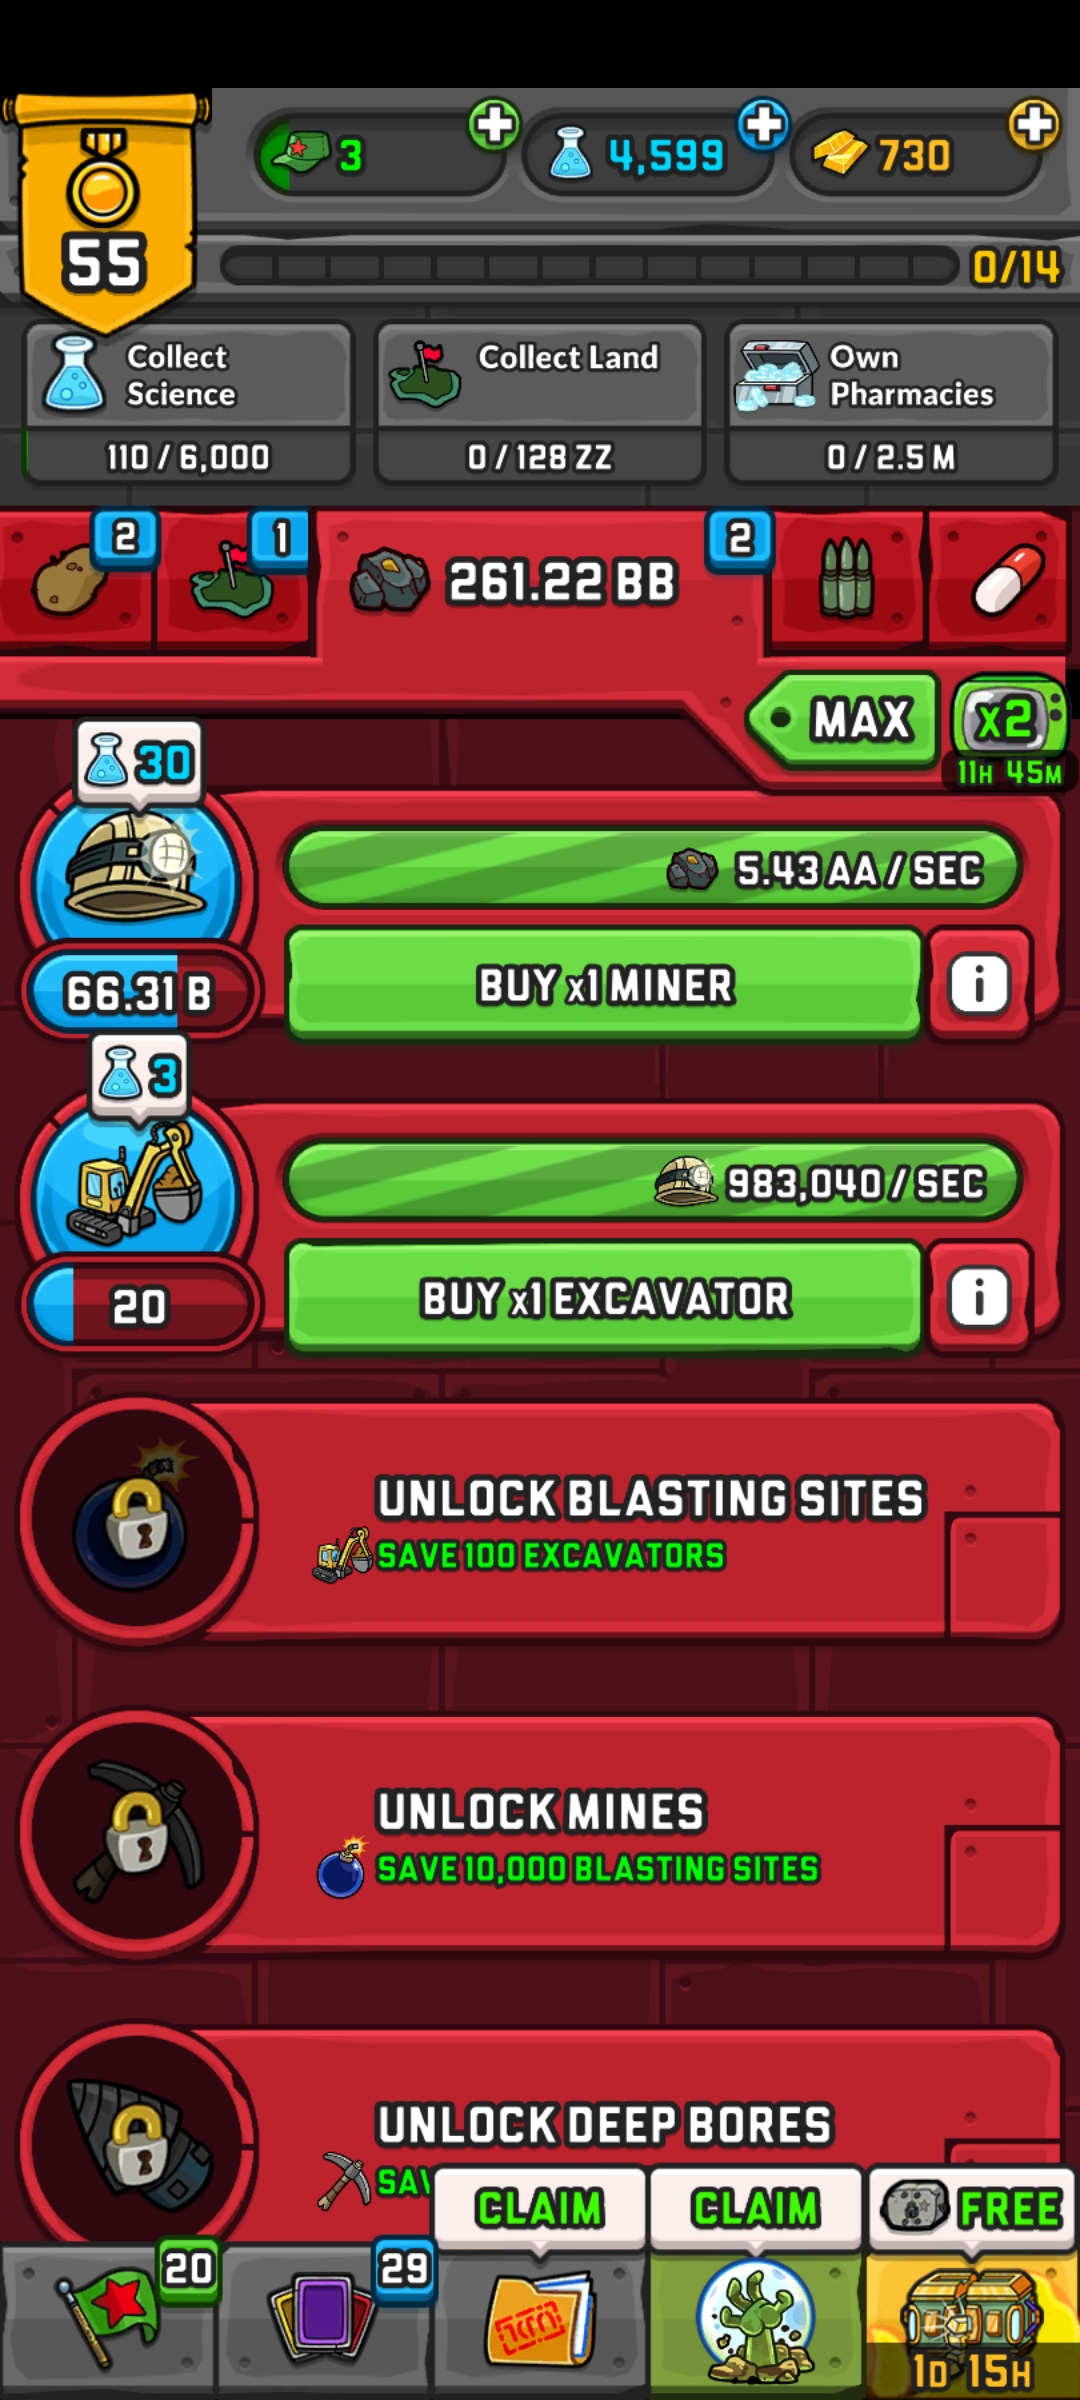 55
3
4,599
730
0/14
Collect
Science
110 / 6,000
Collect Land
0 / 128 ZZ
Own
Pharmacies
0 / 2.5 M
2
1
261.22 BB
2
MAX
x2
11H 45M
30
5.43 AA / SEC
66.31 B
BUY x1 MINER
i
3
983,040 / SEC
20
BUY x1 EXCAVATOR
i
UNLOCK BLASTING SITES
SAVE 100 EXCAVATORS
UNLOCK MINES
SAVE 10,000 BLASTING SITES
UNLOCK DEEP BORES
CLAIM
CLAIM
FREE
20
29
1D 15H